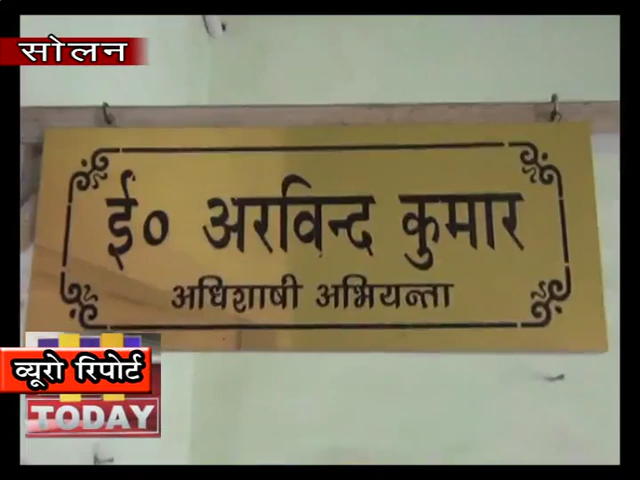 सोलन
ई० अरविन्द कुमार
अधिशाषी अभियन्ता
व्यूरो रिपोर्ट
TODAY